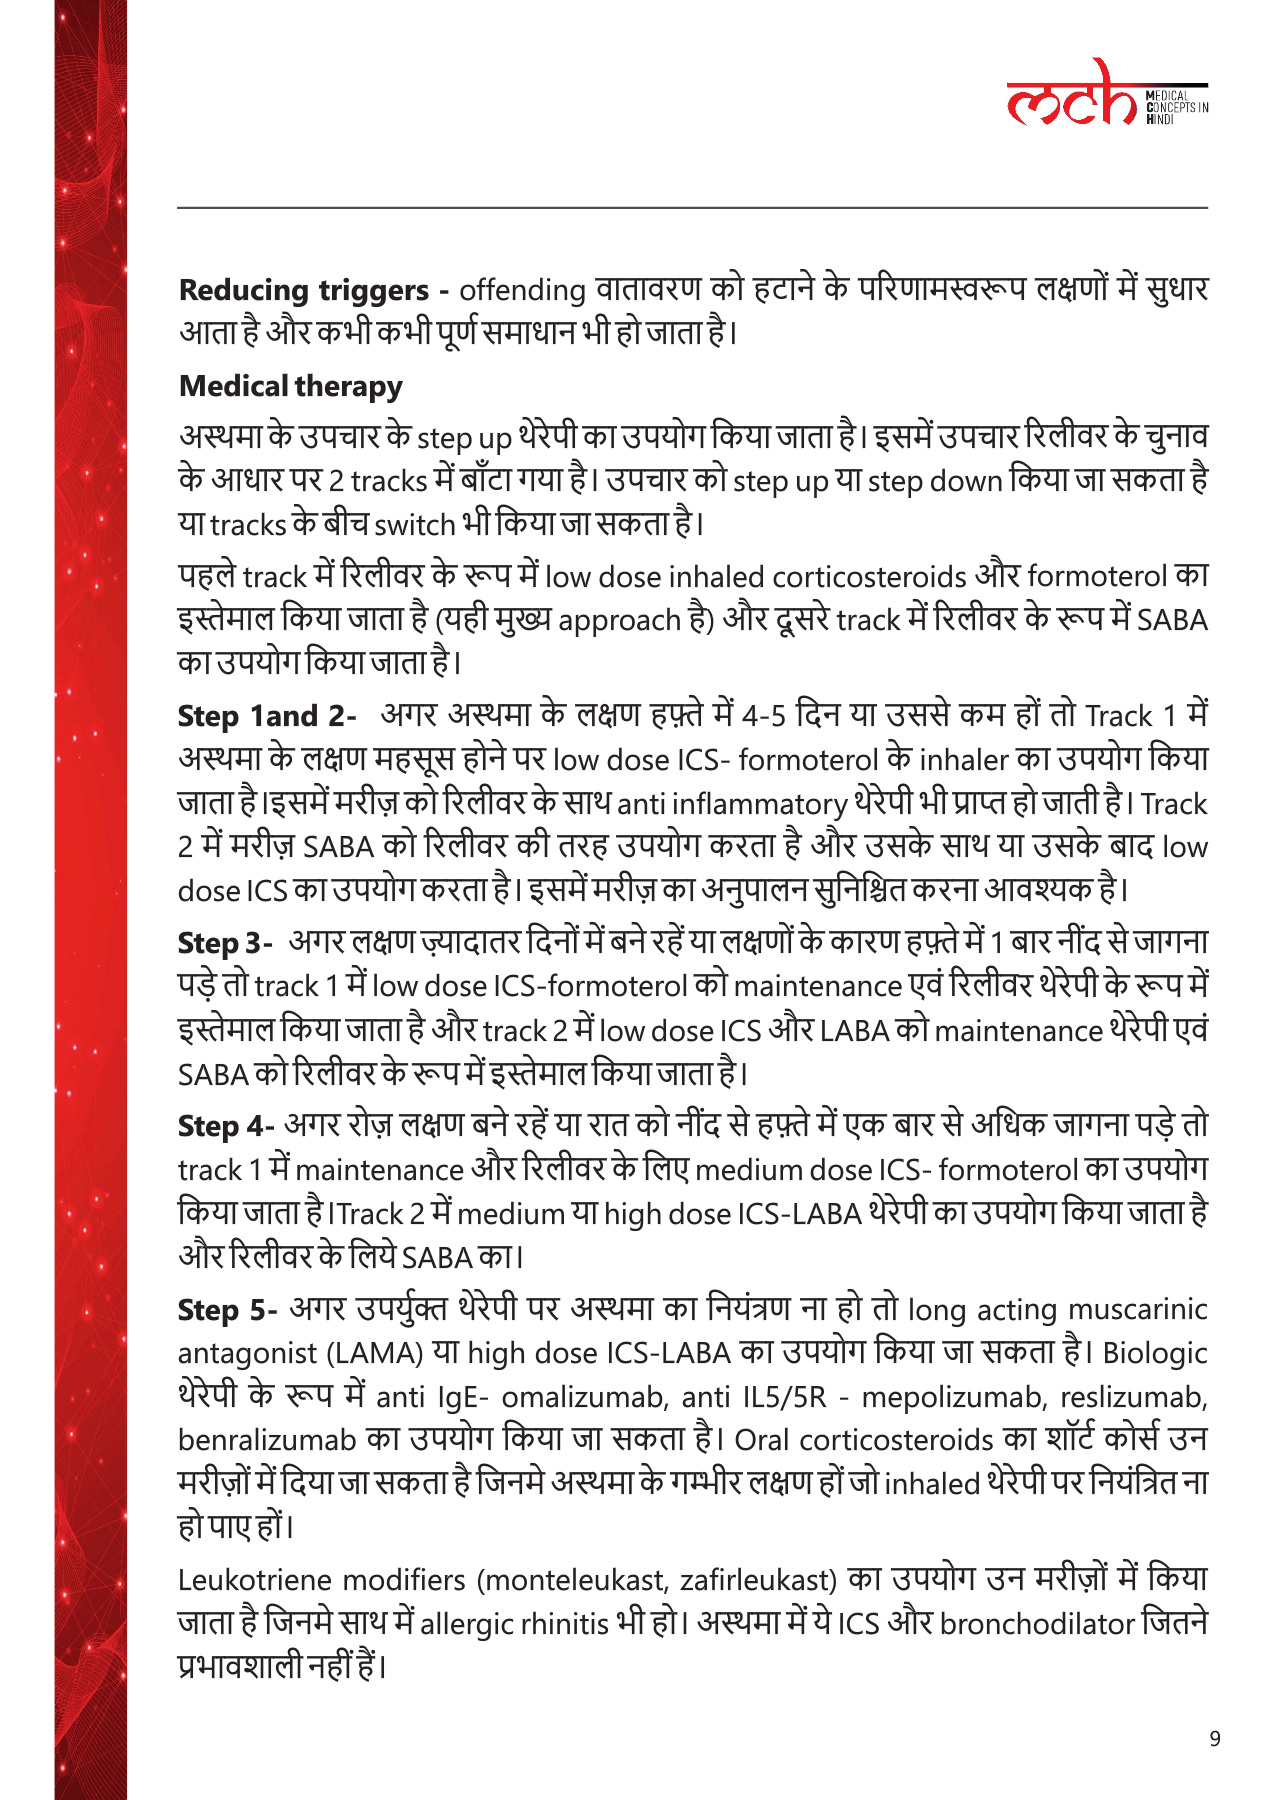 mch
MEDICAL
CONCEPTS IN
HINDI
Reducing triggers - offending वातावरण को हटाने के परिणामस्वरूप लक्षणों में सुधार
आता है और कभी कभी पूर्ण समाधान भी हो जाता है।
Medical therapy
अस्थमा के उपचार के step up थेरेपी का उपयोग किया जाता है। इसमें उपचार रिलीवर के चुनाव
के आधार पर 2 tracks में बाँटा गया है। उपचार को step up या step down किया जा सकता है
या tracks के बीच switch भी किया जा सकता है।
पहले track में रिलीवर के रूप में low dose inhaled corticosteroids और formoterol का
इस्तेमाल किया जाता है (यही मुख्य approach है) और दूसरे track में रिलीवर के रूप में SABA
का उपयोग किया जाता है।
Step 1and 2- अगर अस्थमा के लक्षण हफ़्ते में 4-5 दिन या उससे कम हों तो Track 1 में
अस्थमा के लक्षण महसूस होने पर low dose ICS- formoterol के inhaler का उपयोग किया
जाता है।इसमें मरीज़ को रिलीवर के साथ anti inflammatory थेरेपी भी प्राप्त हो जाती है। Track
2 में मरीज़ SABA को रिलीवर की तरह उपयोग करता है और उसके साथ या उसके बाद low
dose ICS का उपयोग करता है। इसमें मरीज़ का अनुपालन सुनिश्चित करना आवश्यक है।
Step 3- अगर लक्षण ज़्यादातर दिनों में बने रहें या लक्षणों के कारण हफ़्ते में 1 बार नींद से जागना
पड़े तो track 1 में low dose ICS-formoterol को maintenance एवं रिलीवर थेरेपी के रूप में
इस्तेमाल किया जाता है और track 2 में low dose ICS और LABA को maintenance थेरेपी एवं
SABA को रिलीवर के रूप में इस्तेमाल किया जाता है।
Step 4- अगर रोज़ लक्षण बने रहें या रात को नींद से हफ़्ते में एक बार से अधिक जागना पड़े तो
track 1 में maintenance और रिलीवर के लिए medium dose ICS- formoterol का उपयोग
किया जाता है।Track 2 में medium या high dose ICS-LABA थेरेपी का उपयोग किया जाता है
और रिलीवर के लिये SABA का।
Step 5- अगर उपर्युक्त थेरेपी पर अस्थमा का नियंत्रण ना हो तो long acting muscarinic
antagonist (LAMA) या high dose ICS-LABA का उपयोग किया जा सकता है। Biologic
थेरेपी के रूप में anti IgE- omalizumab, anti IL5/5R - mepolizumab, reslizumab,
benralizumab का उपयोग किया जा सकता है। Oral corticosteroids का शॉर्ट कोर्स उन
मरीज़ों में दिया जा सकता है जिनमे अस्थमा के गम्भीर लक्षण हों जो inhaled थेरेपी पर नियंत्रित ना
हो पाए हों।
Leukotriene modifiers (monteleukast, zafirleukast) का उपयोग उन मरीज़ों में किया
जाता है जिनमे साथ में allergic rhinitis भी हो। अस्थमा में ये ICS और bronchodilator जितने
प्रभावशाली नहीं हैं।
9